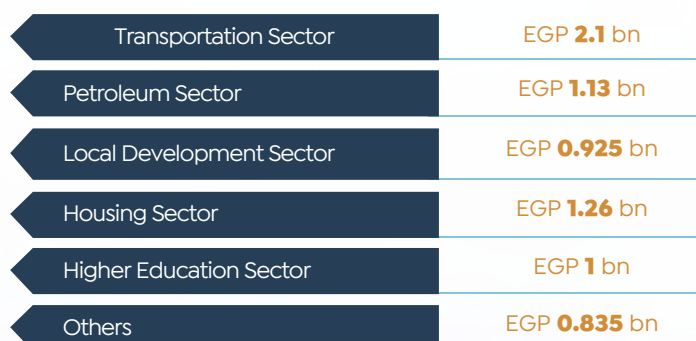 Transportation Sector EGP 2.1 bn
Petroleum Sector EGP 1.13 bn
Local Development Sector EGP 0.925 bn
Housing Sector EGP 1.26 bn
Higher Education Sector EGP 1 bn
Others EGP 0.835 bn